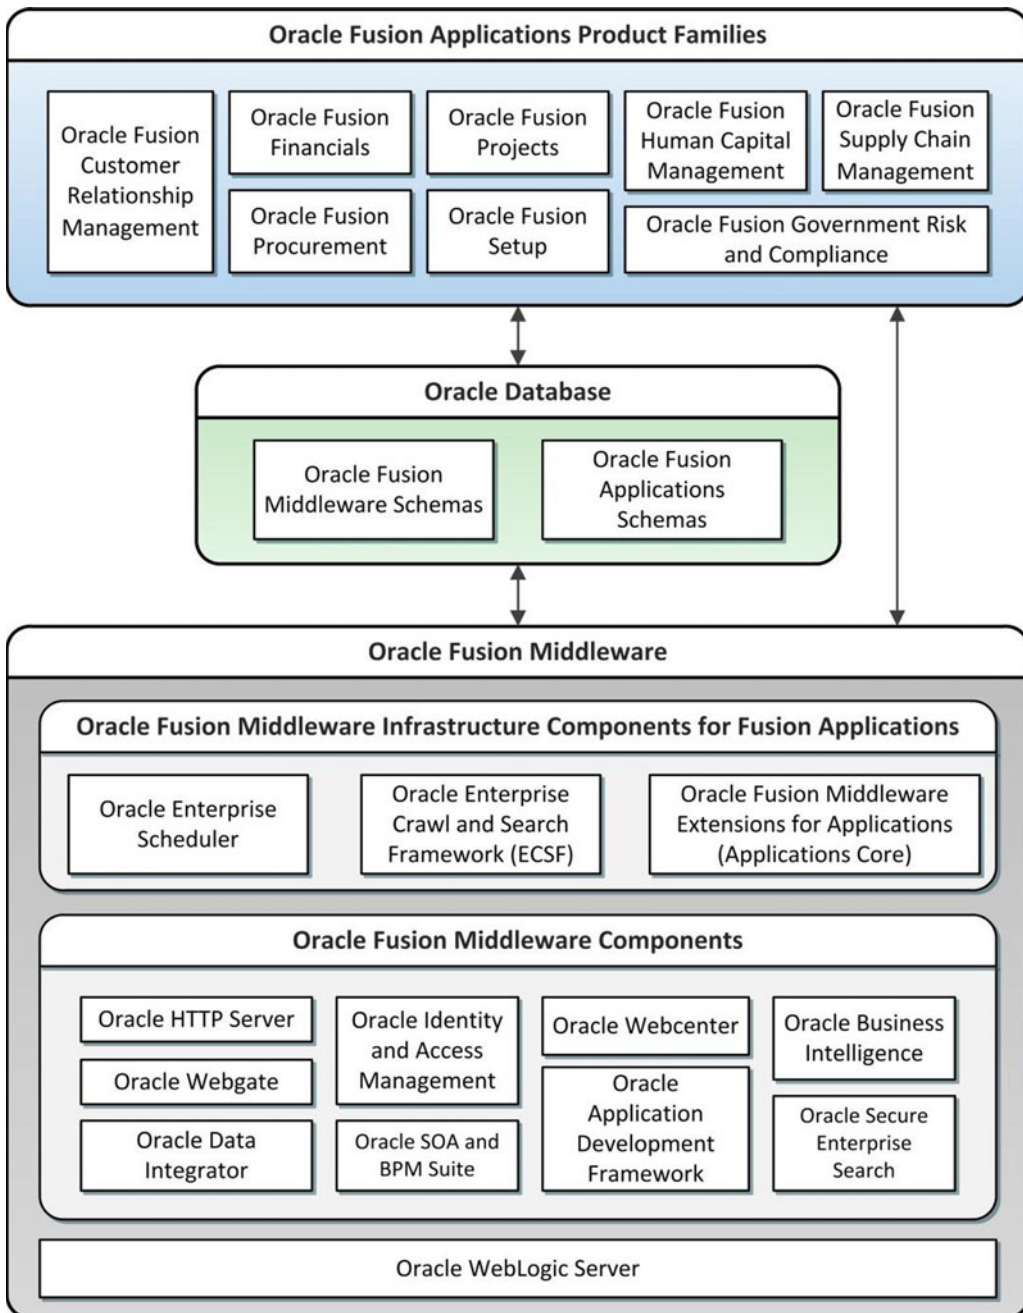 Oracle Fusion Applications Product Families
Oracle Fusion
Customer
Relationship
Management
Oracle Fusion
Financials
Oracle Fusion
Projects
Oracle Fusion
Human Capital
Management
Oracle Fusion
Supply Chain
Management
Oracle Fusion
Procurement
Oracle Fusion
Setup
Oracle Fusion Government Risk
and Compliance
Oracle Database
Oracle Fusion
Middleware Schemas
Oracle Fusion
Applications
Schemas
Oracle Fusion Middleware
Oracle Fusion Middleware Infrastructure Components for Fusion Applications
Oracle Enterprise
Scheduler
Oracle Enterprise
Crawl and Search
Framework (ECSF)
Oracle Fusion Middleware
Extensions for Applications
(Applications Core)
Oracle Fusion Middleware Components
Oracle HTTP Server
Oracle Webgate
Oracle Data
Integrator
Oracle Identity
and Access
Management
Oracle SOA and
BPM Suite
Oracle Webcenter
Oracle
Application
Development
Framework
Oracle Business
Intelligence
Oracle Secure
Enterprise
Search
Oracle WebLogic Server